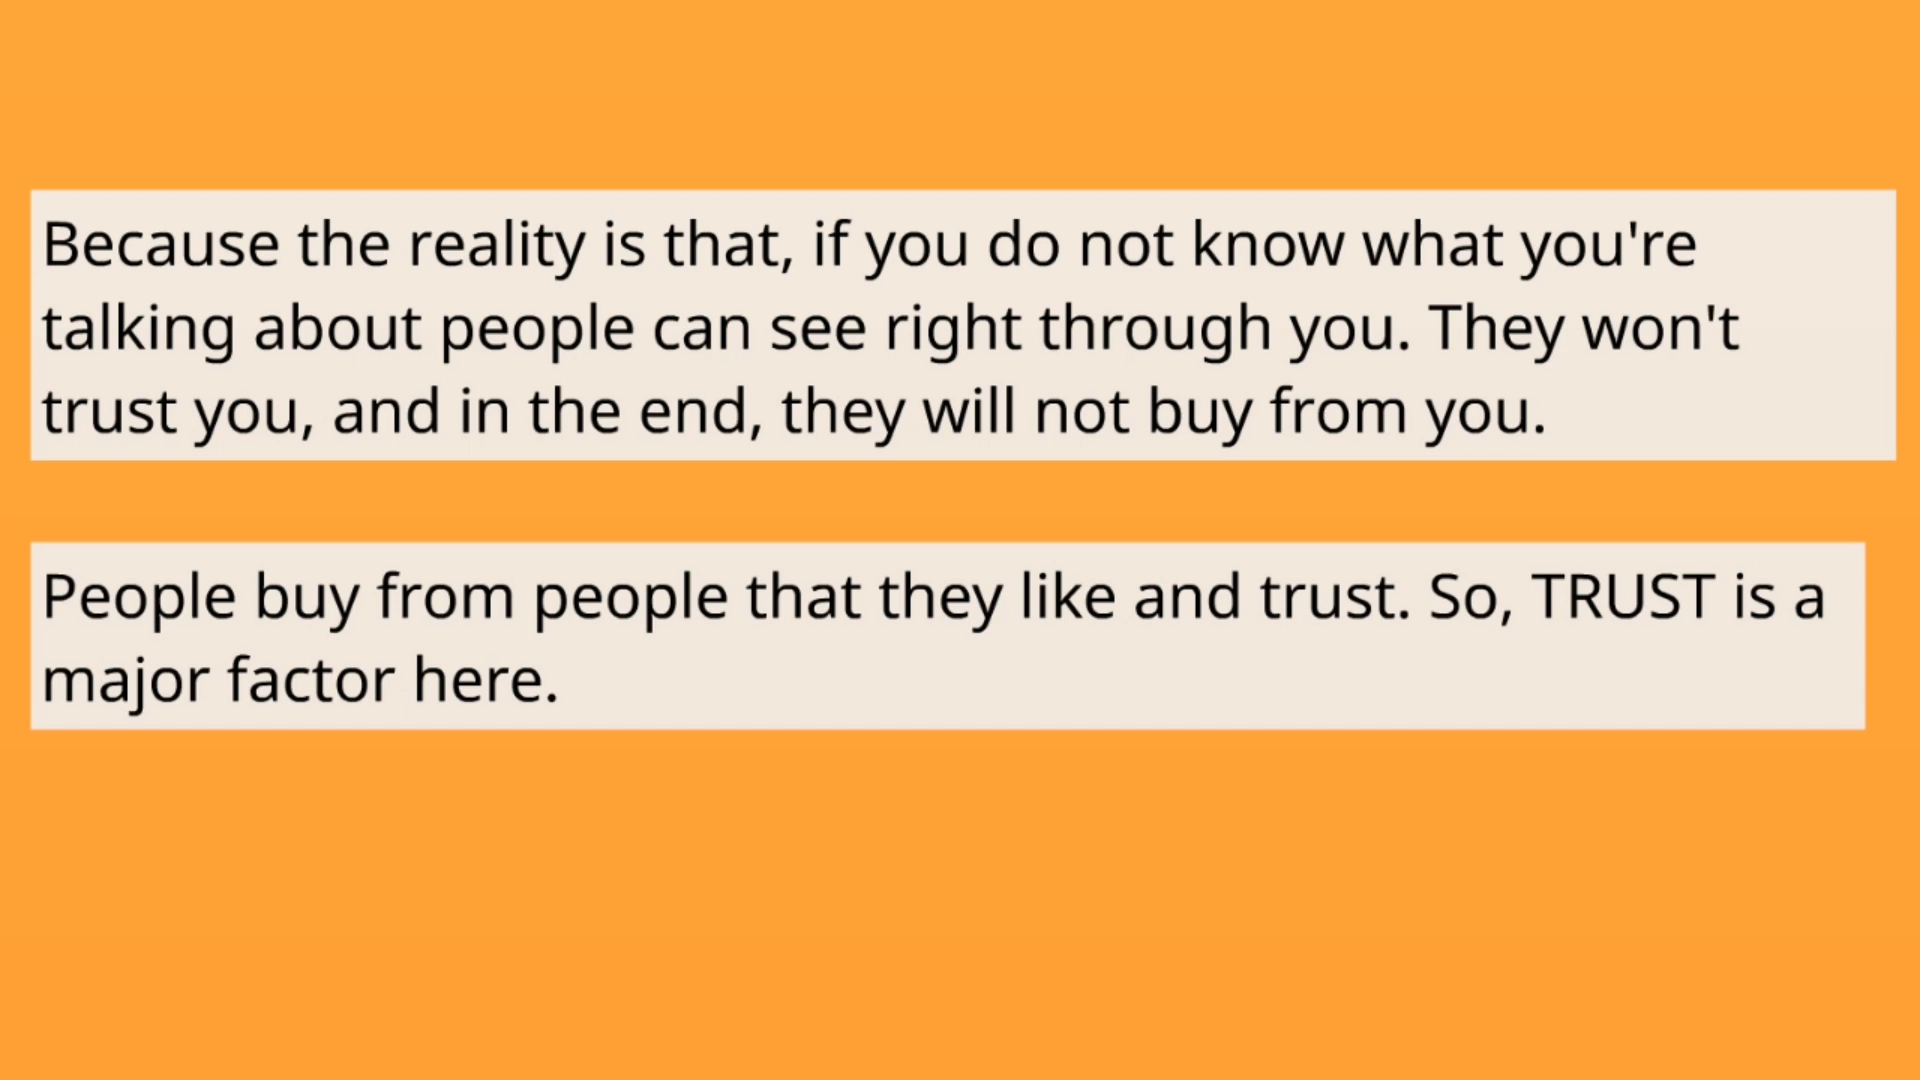 Because the reality is that, if you do not know what you're
talking about people can see right through you. They won't
trust you, and in the end, they will not buy from you.
People buy from people that they like and trust. So, TRUST is a
major factor here.